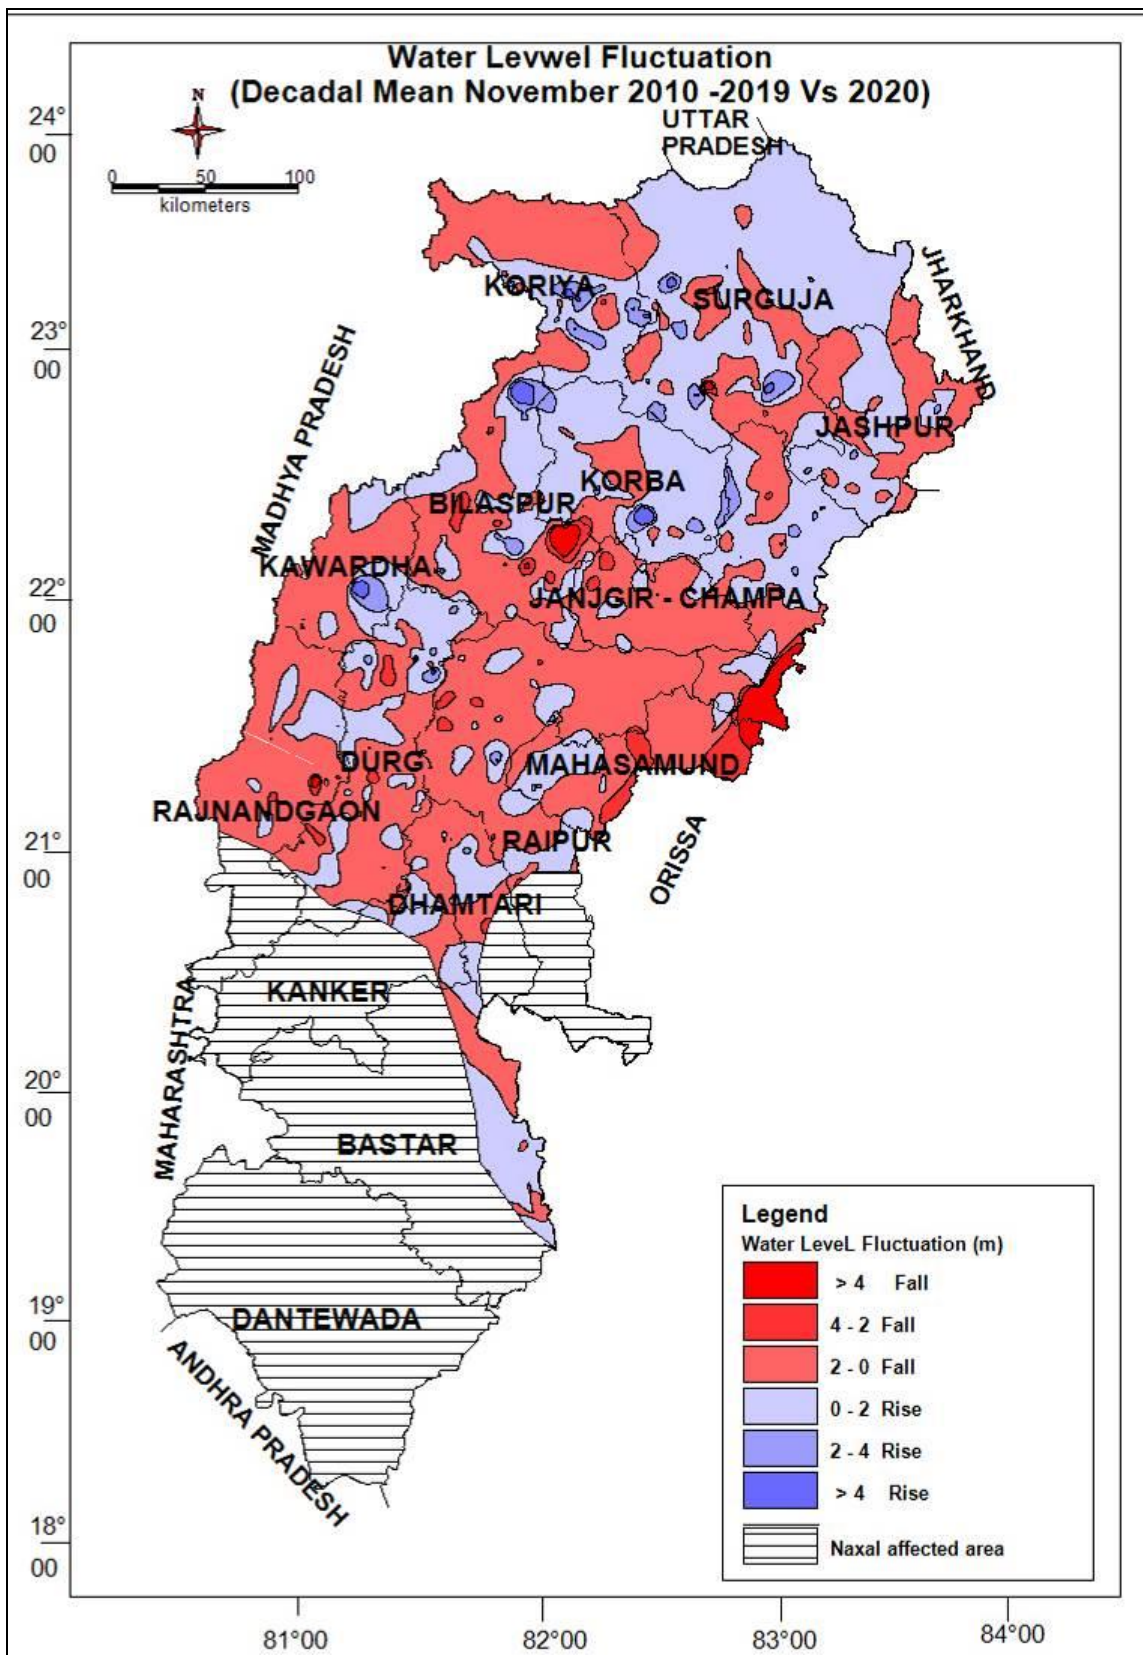 Water Levwel Fluctuation
(Decadal Mean November 2010 -2019 Vs 2020)
N
0 50 100
kilometers
24°
00
23°
00
22°
00
21°
00
20°
00
19°
00
18°
00
UTTAR
PRADESH
JHARKHAND
KORIYA
SURGUJA
MADHYA PRADESH
JASHPUR
KORBA
BILASPUR
KAWARDHA
JANJGIR - CHAMPA
DURG
MAHASAMUND
RAJNANDGAON
RAIPUR
ORISSA
DHAMTARI
KANKER
MAHARASHTRA
BASTAR
DANTEWADA
ANDHRA PRADESH
Legend
Water LeveL Fluctuation (m)
> 4 Fall
4 - 2 Fall
2 - 0 Fall
0 - 2 Rise
2 - 4 Rise
> 4 Rise
Naxal affected area
81°00 82°00 83°00 84°00